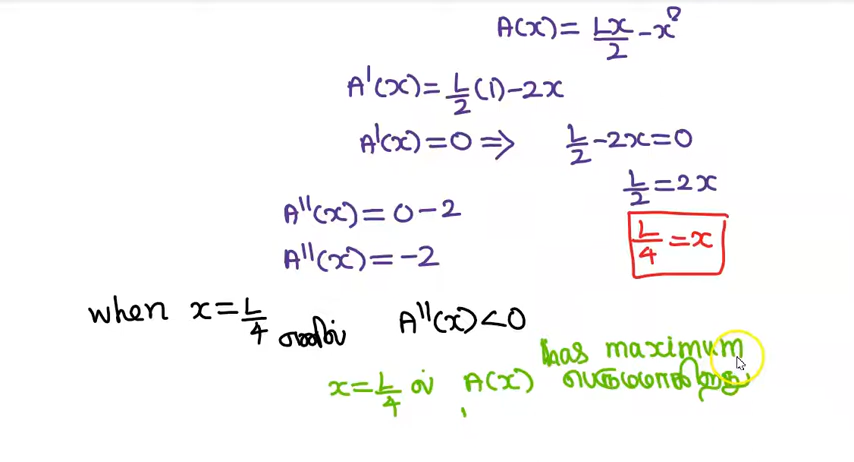 A(x) = Lx/2 - x²
A'(x) = L/2 (1) - 2x
A'(x) = 0 ⇒ L/2 - 2x = 0
L/2 = 2x
A''(x) = 0 - 2
L/4 = x
A''(x) = -2
when x = L/4 A''(x) < 0
has maximum
x = L/4 A(x)